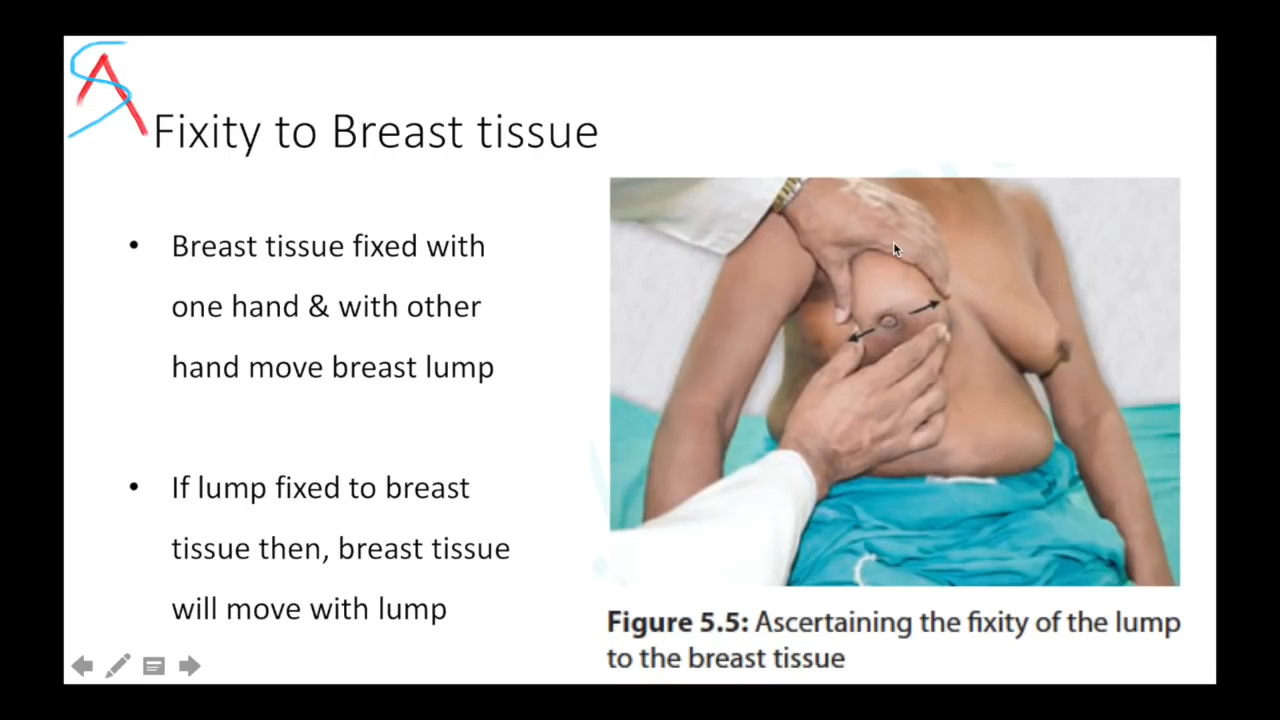 SA
Fixity to Breast tissue
• Breast tissue fixed with
one hand & with other
hand move breast lump
• If lump fixed to breast
tissue then, breast tissue
will move with lump
Figure 5.5: Ascertaining the fixity of the lump
to the breast tissue